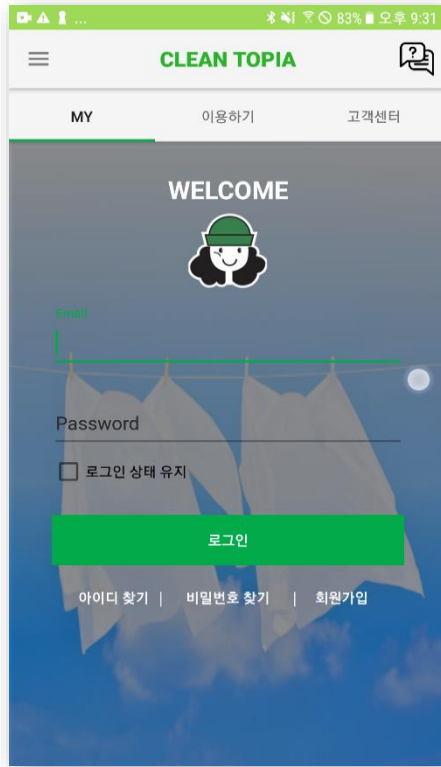 ... 83% 오후 9:31
CLEAN TOPIA
MY 이용하기 고객센터
WELCOME
Email
Password
로그인 상태 유지
로그인
아이디 찾기 | 비밀번호 찾기 | 회원가입